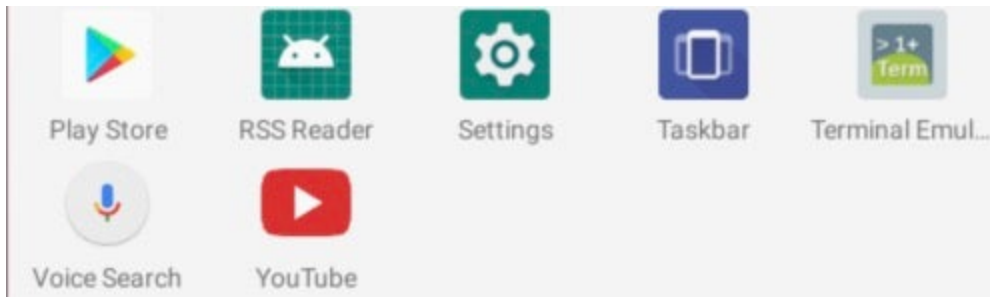 > 1+
Term
Play Store RSS Reader Settings Taskbar Terminal Emul...
Voice Search YouTube